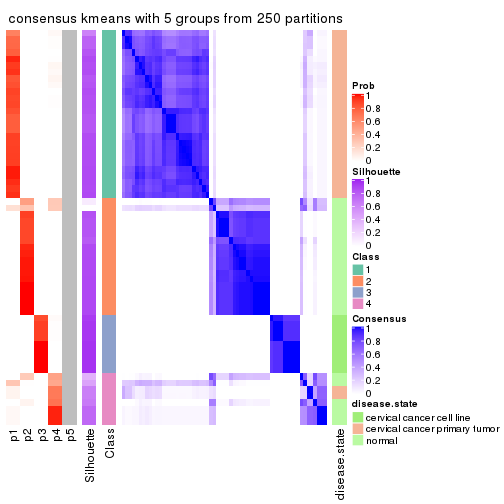 consensus kmeans with 5 groups from 250 partitions
Prob
1
0.8
0.6
0.4
0.2
0
Silhouette
1
0.8
0.6
0.4
0.2
0
Class
1
2
3
4
Consensus
1
0.8
0.6
0.4
0.2
0
disease.state
cervical cancer cell line
cervical cancer primary tumor
normal
p1
p2
p3
p4
p5
Silhouette
Class
disease.state